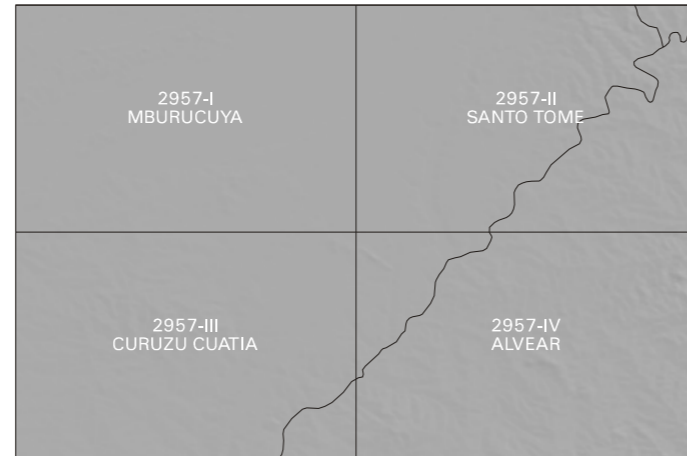 2957-I
MBURUCUYA
2957-II
SANTO TOME
2957-III
CURUZU CUATIA
2957-IV
ALVEAR